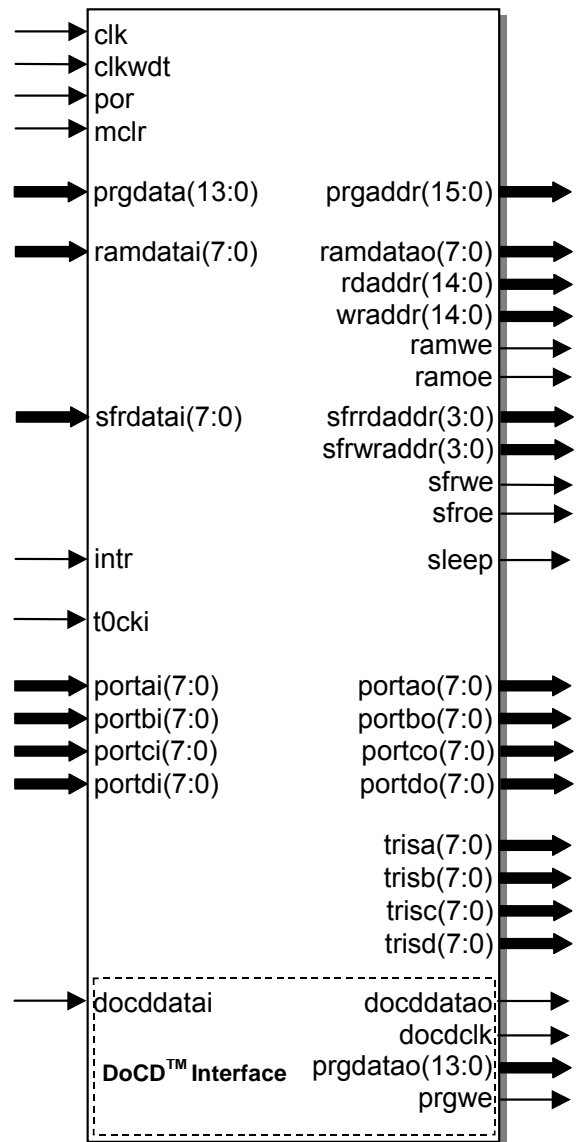 clk
clkwdt
por
mclr
prgdata(13:0) prgaddr(15:0)
ramdatai(7:0) ramdatao(7:0)
rdaddr(14:0)
wraddr(14:0)
ramwe
ramoe
sfrdatai(7:0) sfrrdaddr(3:0)
sfrwraddr(3:0)
sfrwe
sfroe
intr sleep
t0cki
portai(7:0) portao(7:0)
portbi(7:0) portbo(7:0)
portci(7:0) portco(7:0)
portdi(7:0) portdo(7:0)
trisa(7:0)
trisb(7:0)
trisc(7:0)
trisd(7:0)
docddatai docddatao
docdclk
DoCD™ Interface prgdatao(13:0)
prgwe